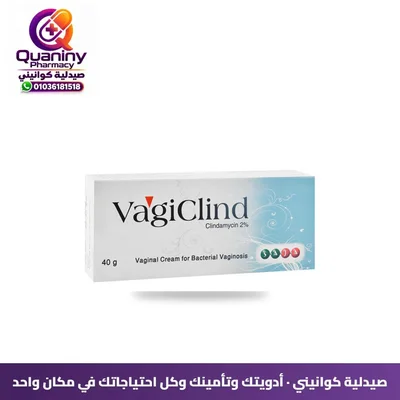 Quaniny
Pharmacy
صيدلية كوانيني
01036181518
VagiClind
Clindamycin 2%
40 g
Vaginal Cream for Bacterial Vaginosis
صيدلية كوانيني · أدويتك وتأمينك وكل احتياجاتك في مكان واحد